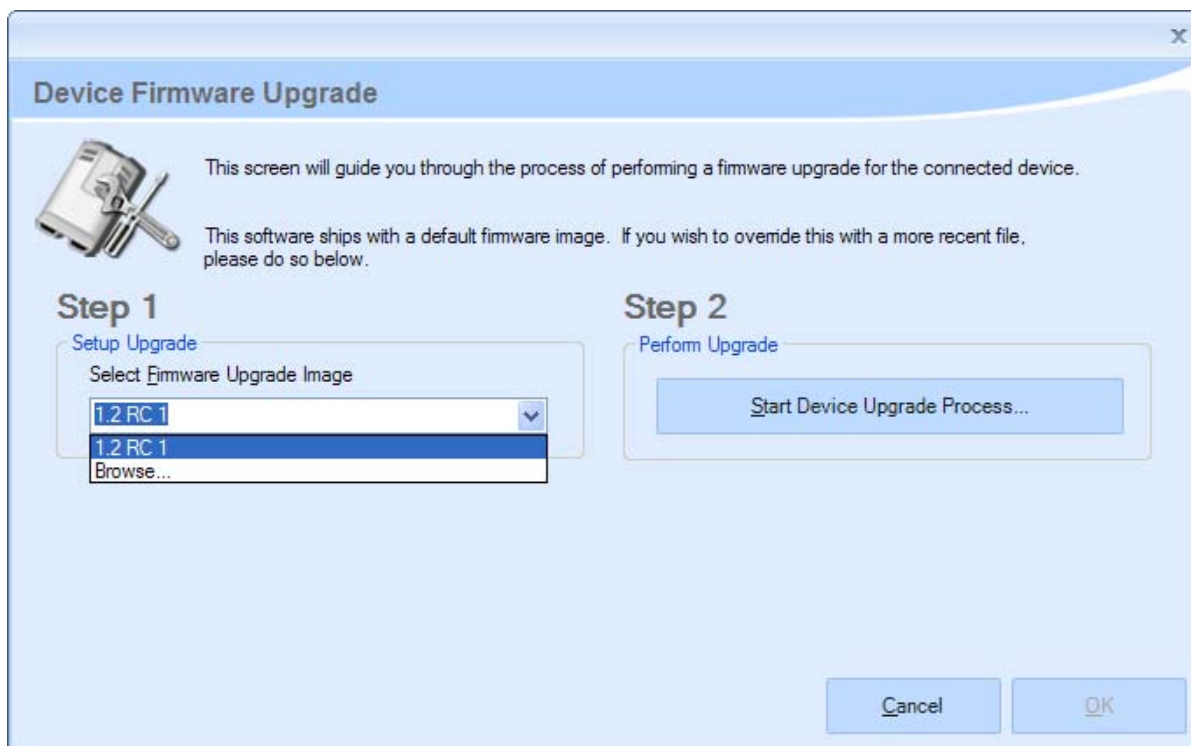 x
Device Firmware Upgrade
This screen will guide you through the process of performing a firmware upgrade for the connected device.
This software ships with a default firmware image. If you wish to override this with a more recent file,
please do so below.
Step 1
Setup Upgrade
Select Firmware Upgrade Image
1.2 RC 1
1.2 RC 1
Browse...
Step 2
Perform Upgrade
Start Device Upgrade Process...
Cancel
OK